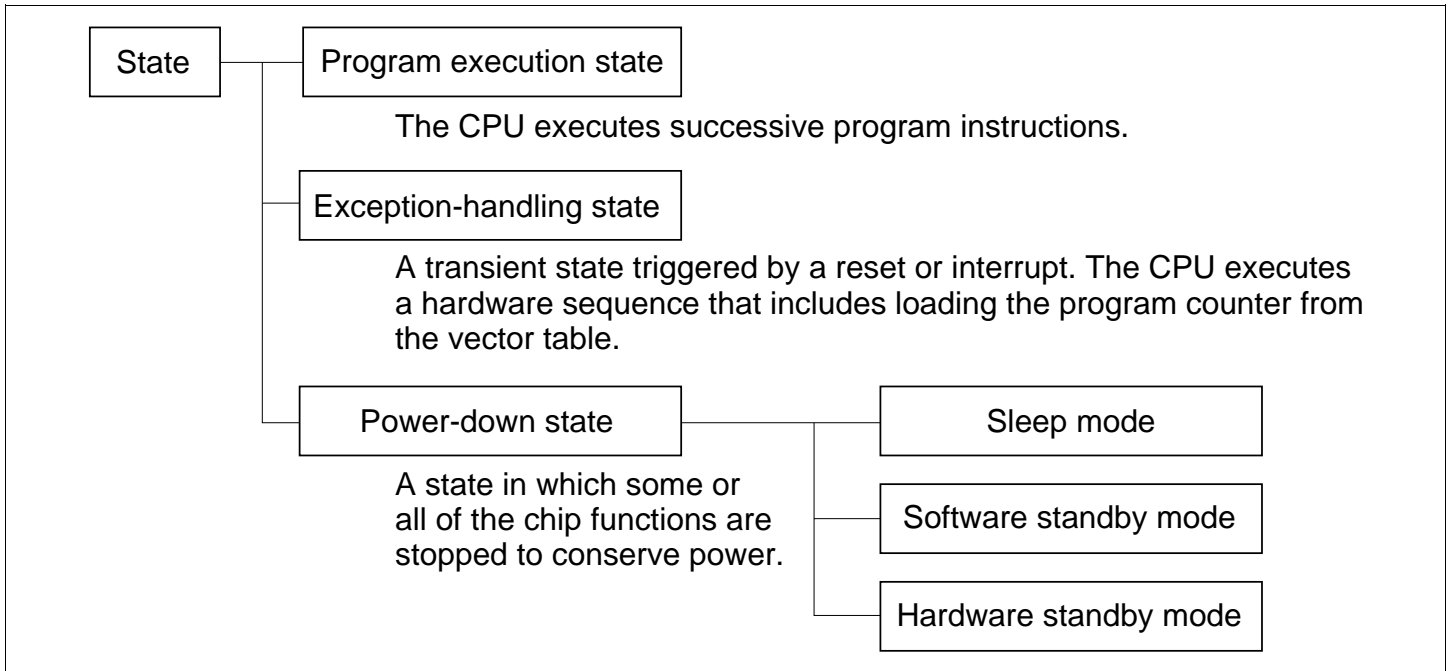 State
Program execution state
The CPU executes successive program instructions.
Exception-handling state
A transient state triggered by a reset or interrupt. The CPU executes
a hardware sequence that includes loading the program counter from
the vector table.
Power-down state
Sleep mode
A state in which some or
all of the chip functions are
stopped to conserve power.
Software standby mode
Hardware standby mode